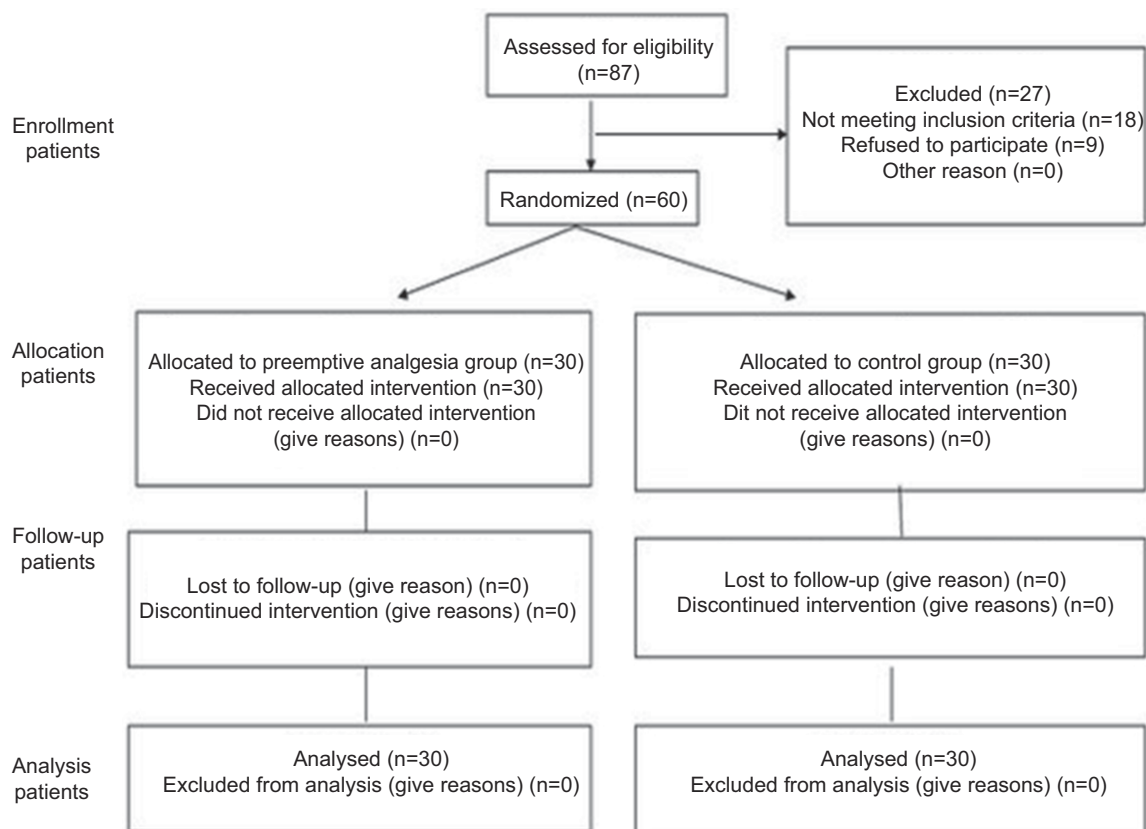 Assessed for eligibility
(n=87)
Excluded (n=27)
Not meeting inclusion criteria (n=18)
Refused to participate (n=9)
Other reason (n=0)
Enrollment
patients
Randomized (n=60)
Allocation
patients
Allocated to preemptive analgesia group (n=30)
Received allocated intervention (n=30)
Did not receive allocated intervention
(give reasons) (n=0)
Allocated to control group (n=30)
Received allocated intervention (n=30)
Dit not receive allocated intervention
(give reasons) (n=0)
Follow-up
patients
Lost to follow-up (give reason) (n=0)
Discontinued intervention (give reasons) (n=0)
Lost to follow-up (give reason) (n=0)
Discontinued intervention (give reasons) (n=0)
Analysis
patients
Analysed (n=30)
Excluded from analysis (give reasons) (n=0)
Analysed (n=30)
Excluded from analysis (give reasons) (n=0)